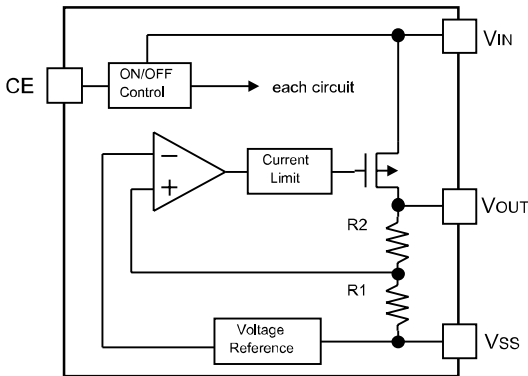 VIN
CE
ON/OFF
Control
each circuit
−
+
Current
Limit
VOUT
R2
R1
Voltage
Reference
VSS